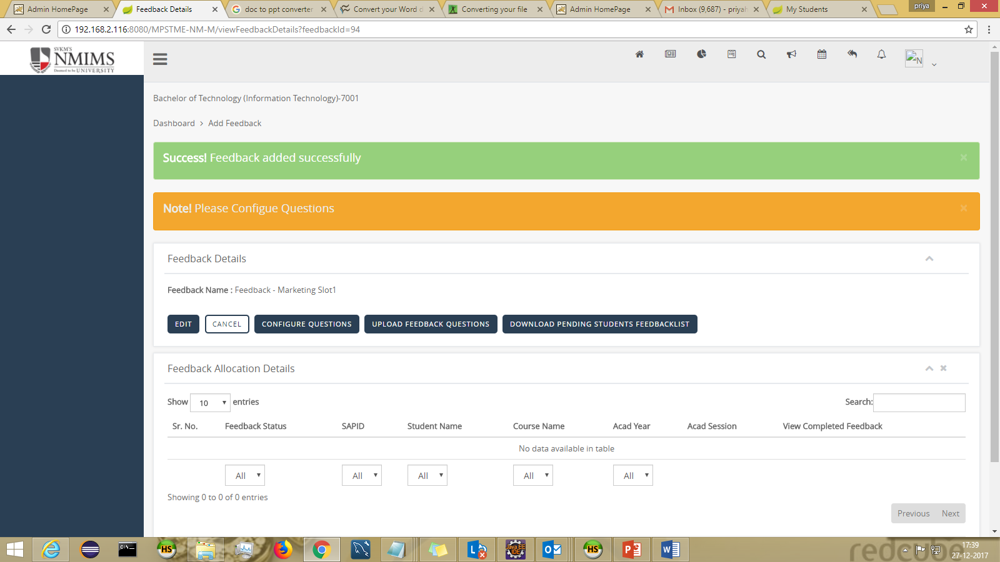 Admin HomePage
Feedback Details
doc to ppt converter
Convert your Word d
Converting your file
Admin HomePage
Inbox (9,687) - priyah
My Students
priya
192.168.2.116:8080/MPSTME-NM-M/viewFeedbackDetails?feedbackId=94
SVKM'S
NMIMS
Deemed to be UNIVERSITY
N
Bachelor of Technology (Information Technology)-7001
Dashboard > Add Feedback
Success! Feedback added successfully
Note! Please Configue Questions
Feedback Details
Feedback Name : Feedback - Marketing Slot1
EDIT CANCEL CONFIGURE QUESTIONS UPLOAD FEEDBACK QUESTIONS DOWNLOAD PENDING STUDENTS FEEDBACKLIST
Feedback Allocation Details
Show 10 entries Search:
Sr. No. Feedback Status SAPID Student Name Course Name Acad Year Acad Session View Completed Feedback
No data available in table
All All All All All
Showing 0 to 0 of 0 entries
Previous Next
C:\_
HS
Java EE
IDE
HS
redcube
17:39
27-12-2017